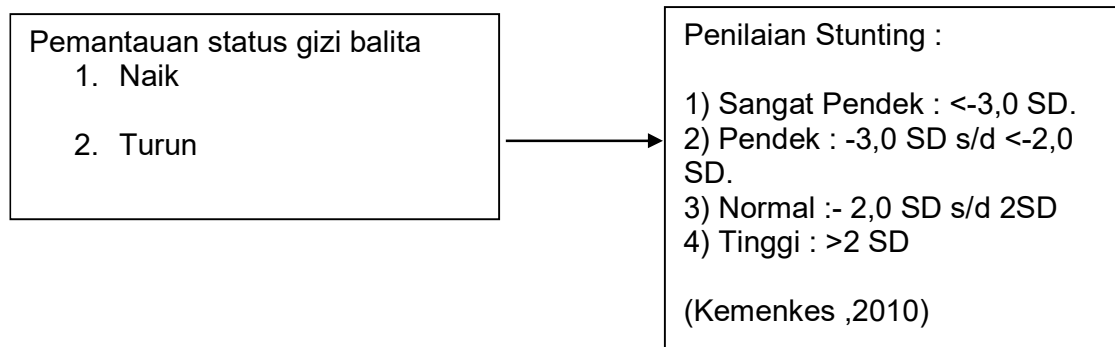 Pemantauan status gizi balita
1. Naik
2. Turun
Penilaian Stunting :
1) Sangat Pendek : <-3,0 SD.
2) Pendek : -3,0 SD s/d <-2,0
SD.
3) Normal :- 2,0 SD s/d 2SD
4) Tinggi : >2 SD
(Kemenkes ,2010)